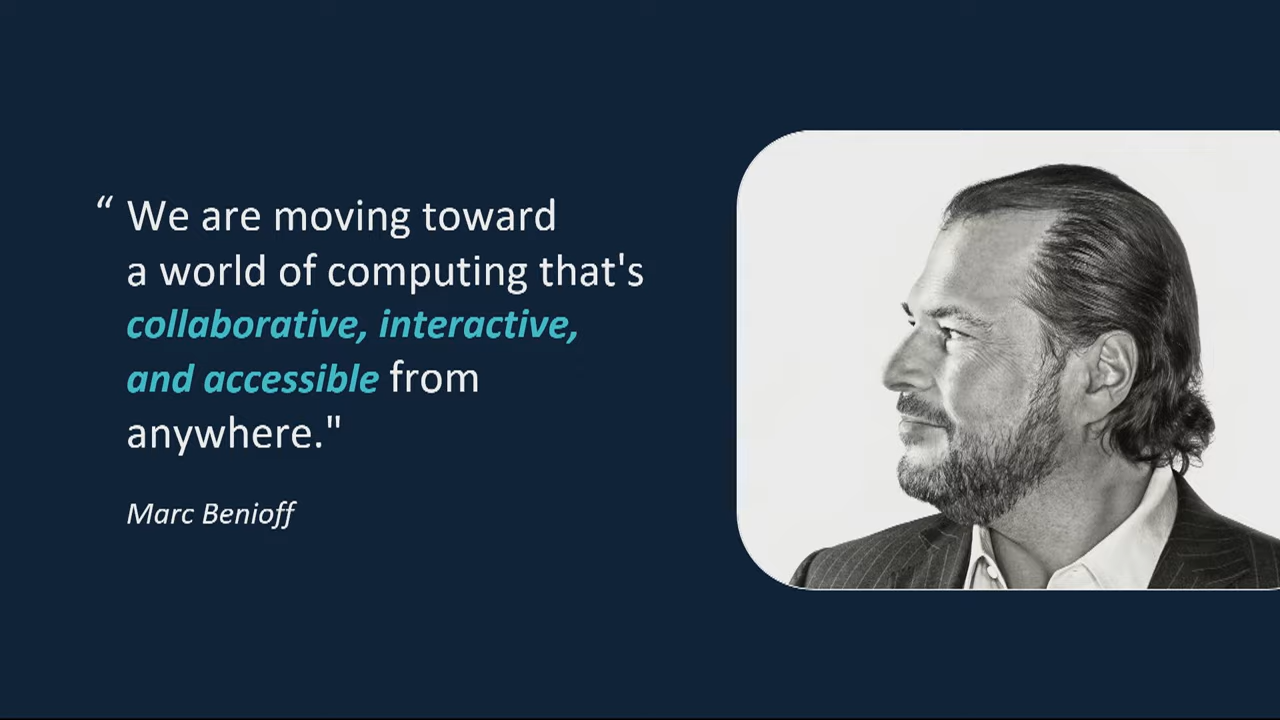 “ We are moving toward
a world of computing that's
collaborative, interactive,
and accessible from
anywhere."
Marc Benioff